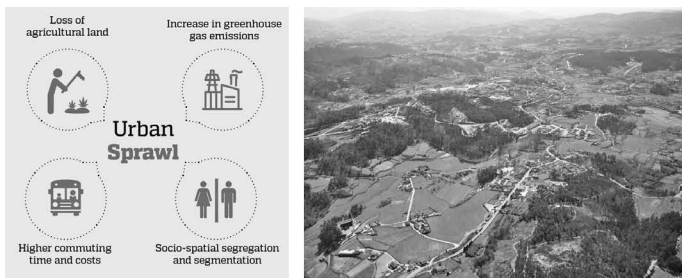 Loss of
agricultural land
Increase in greenhouse
gas emissions
Urban
Sprawl
Higher commuting
time and costs
Socio-spatial segregation
and segmentation